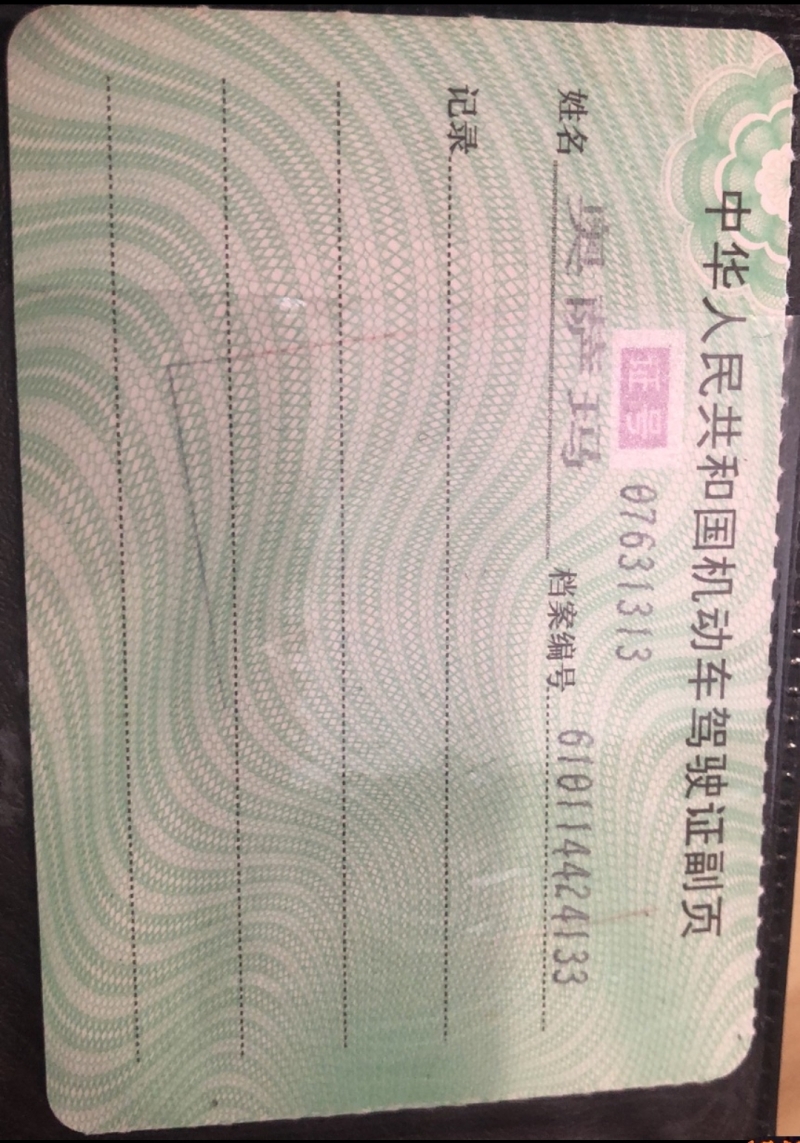 中华人民共和国机动车驾驶证副页
证号 07631313
姓名 奥萨玛 档案编号 610114424133
记录